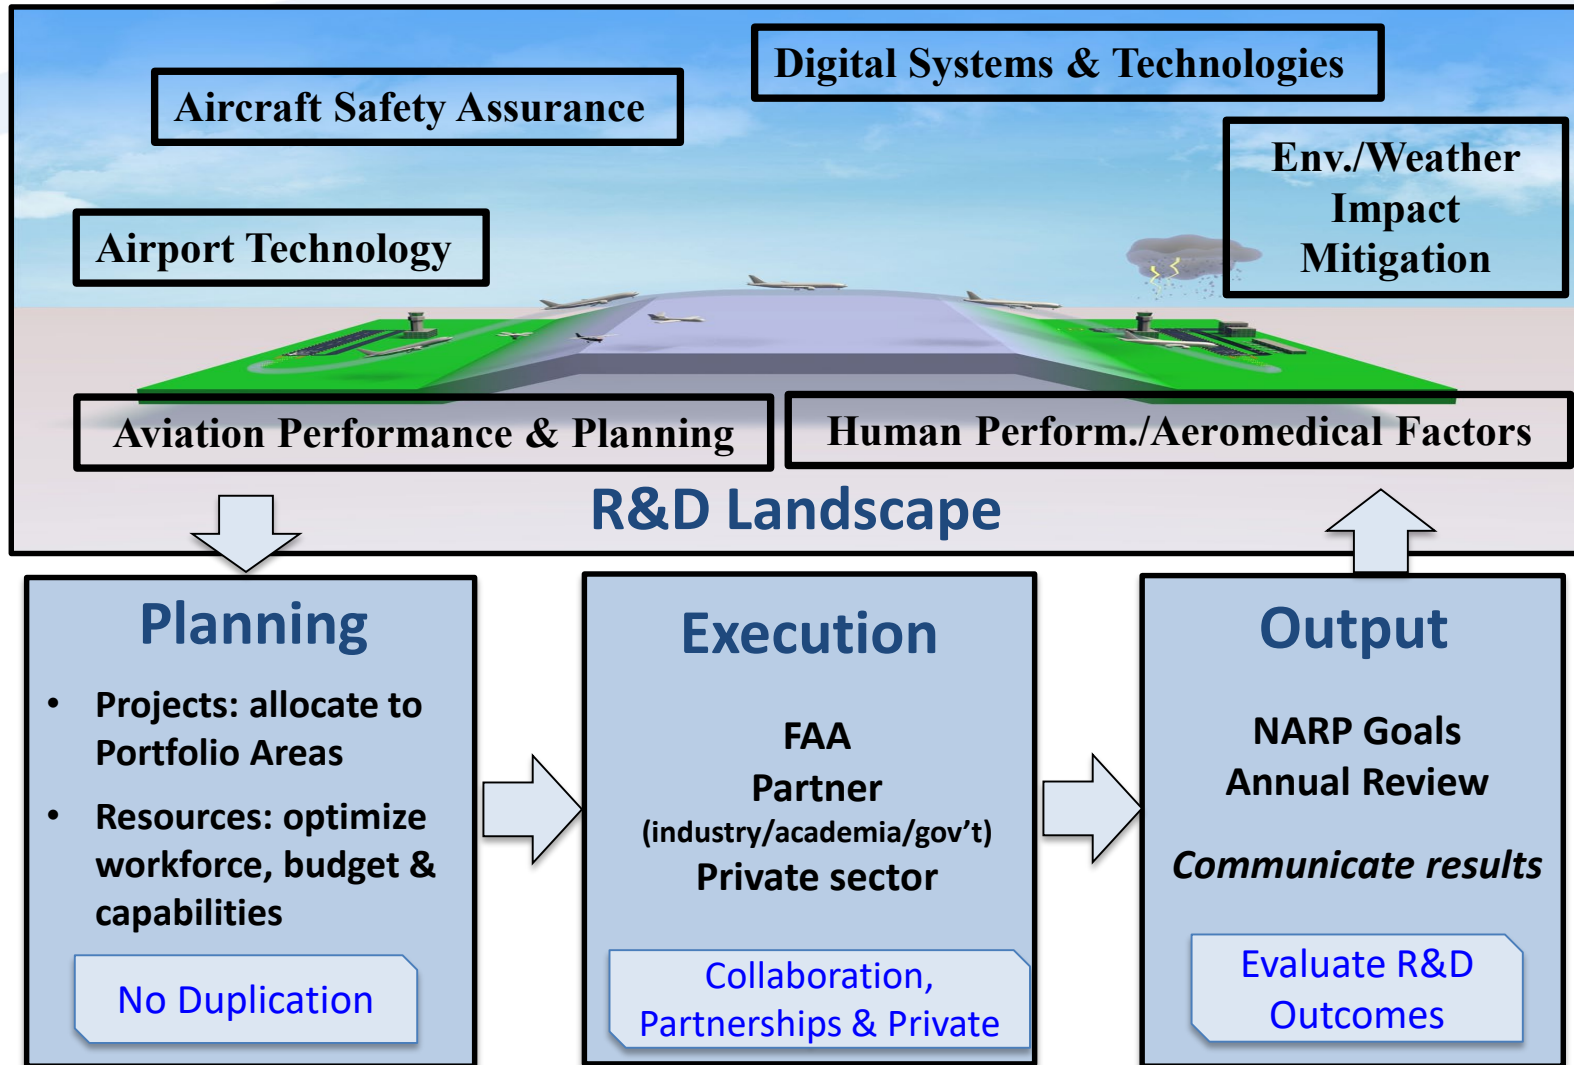 Digital Systems & Technologies
Aircraft Safety Assurance
Env./Weather
Impact
Mitigation
Airport Technology
Aviation Performance & Planning
Human Perform./Aeromedical Factors
R&D Landscape
Planning
• Projects: allocate to
Portfolio Areas
• Resources: optimize
workforce, budget &
capabilities
No Duplication
Execution
FAA
Partner
(industry/academia/gov’t)
Private sector
Collaboration,
Partnerships & Private
Output
NARP Goals
Annual Review
Communicate results
Evaluate R&D
Outcomes